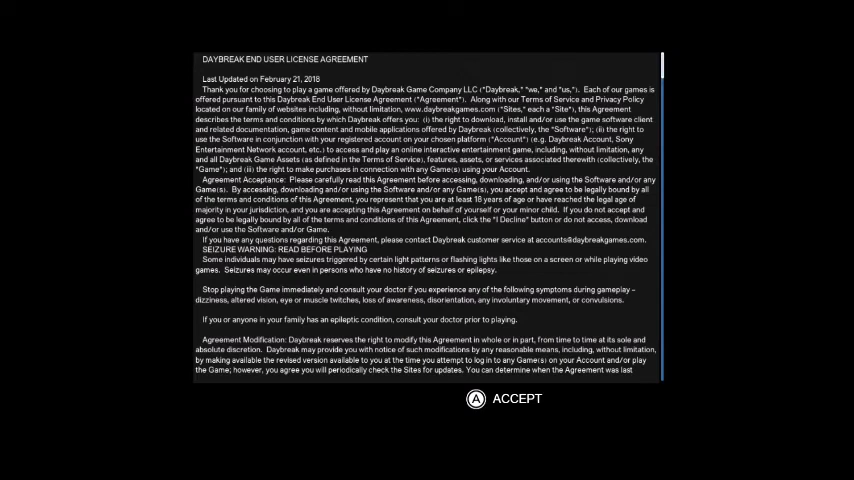 DAYBREAK END USER LICENSE AGREEMENT
Last Updated on February 21, 2018
Thank you for choosing to play a game offered by Daybreak Game Company LLC ("Daybreak," "we," and "us,"). Each of our games is
offered pursuant to this Daybreak End User License Agreement ("Agreement"). Along with our Terms of Service and Privacy Policy
located on our family of websites including, without limitation, www.daybreakgames.com ("Sites," each a "Site"), this Agreement
describes the terms and conditions by which Daybreak offers you: (i) the right to download, install and/or use the game software client
and related documentation, game content and mobile applications offered by Daybreak (collectively, the "Software"); (ii) the right to
use the Software in connection with your registered account on your chosen platform ("Account") (e.g. Daybreak Account, Sony
Entertainment Network account, etc.) to access and play an online interactive entertainment game, including, without limitation, any
and all Daybreak Game Assets (as defined in the Terms of Service), features, assets, or services associated therewith (collectively, the
"Game"); and (iii) the right to make purchases in connection with any Game(s) using your Account.
Agreement Acceptance: Please carefully read this Agreement before accessing, downloading, and/or using the Software and/or any
Game(s). By accessing, downloading and/or using the Software and/or any Game(s), you accept and agree to be legally bound by all
of the terms and conditions of this Agreement, you represent that you are at least 18 years of age or have reached the legal age of
majority in your jurisdiction, and you are accepting this Agreement on behalf of yourself or your minor child. If you do not accept and
agree to be legally bound by all of the terms and conditions of this Agreement, click the "I Decline" button or do not access, download
and/or use the Software and/or Game.
If you have any questions regarding this Agreement, please contact Daybreak customer service at accounts@daybreakgames.com.
SEIZURE WARNING: READ BEFORE PLAYING
Some individuals may have seizures triggered by certain light patterns or flashing lights like those on a screen or while playing video
games. Seizures may occur even in persons who have no history of seizures or epilepsy.
Stop playing the Game immediately and consult your doctor if you experience any of the following symptoms during gameplay –
dizziness, altered vision, eye or muscle twitches, loss of awareness, disorientation, any involuntary movement, or convulsions.
If you or anyone in your family has an epileptic condition, consult your doctor prior to playing.
Agreement Modification: Daybreak reserves the right to modify this Agreement in whole or in part, from time to time at its sole and
absolute discretion. Daybreak may provide you with notice of such modifications by any reasonable means, including, without limitation,
by making available the revised version available to you at the time you attempt to log in to any Game(s) on your Account and/or play
the Game; however, you agree you will periodically check the Sites for updates. You can determine when the Agreement was last
A ACCEPT